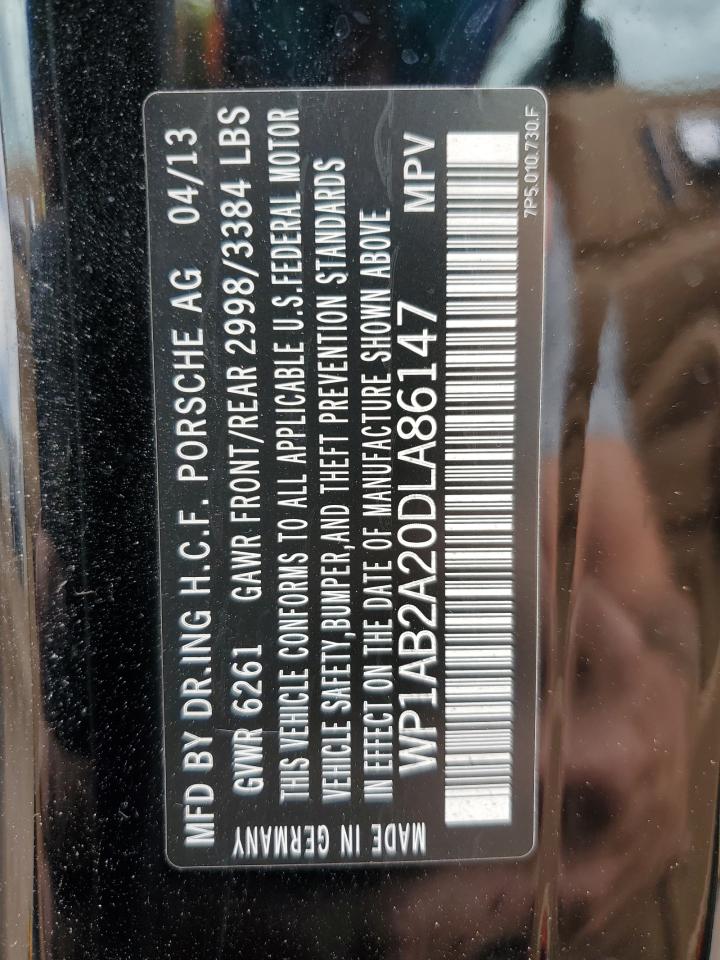 MFD BY DR.ING H.C.F. PORSCHE AG 04/13
GVWR 6261 GAWR FRONT/REAR 2998/3384 LBS
THIS VEHICLE CONFORMS TO ALL APPLICABLE U.S.FEDERAL MOTOR
VEHICLE SAFETY,BUMPER,AND THEFT PREVENTION STANDARDS
IN EFFECT ON THE DATE OF MANUFACTURE SHOWN ABOVE
WP1AB2A20DLA86147 MPV
MADE IN GERMANY
7P5.010.730.F